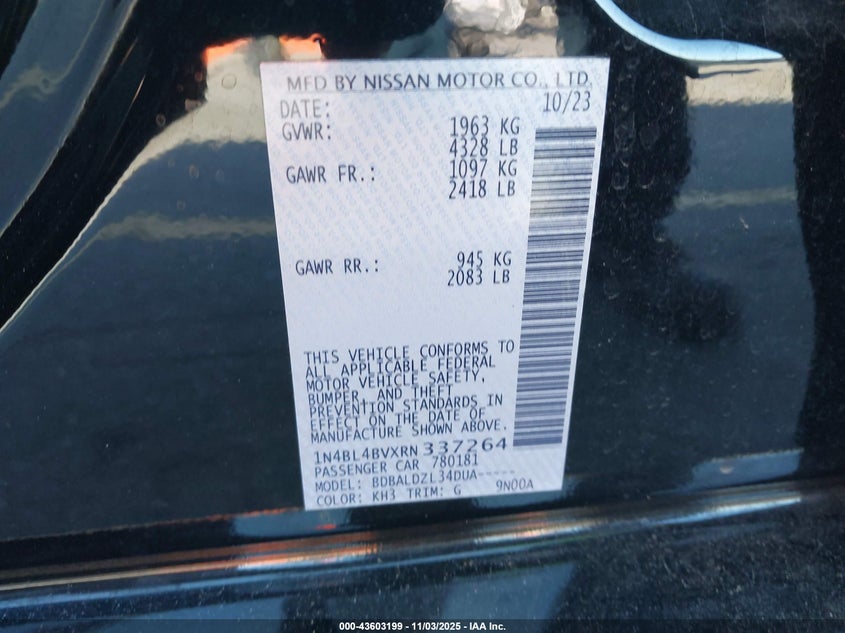 MFD BY NISSAN MOTOR CO., LTD.
DATE: 10/23
GVWR: 1963 KG
4328 LB
GAWR FR.: 1097 KG
2418 LB
GAWR RR.: 945 KG
2083 LB
THIS VEHICLE CONFORMS TO
ALL APPLICABLE FEDERAL
MOTOR VEHICLE SAFETY,
BUMPER, AND THEFT
PREVENTION STANDARDS IN
EFFECT ON THE DATE OF
MANUFACTURE SHOWN ABOVE.
1N4BL4BVXRN337264
PASSENGER CAR 780181
MODEL: BDBALDZL34DUA-----
COLOR: KH3 TRIM: G 9N00A
000-43603199 - 11/03/2025 - IAA Inc.